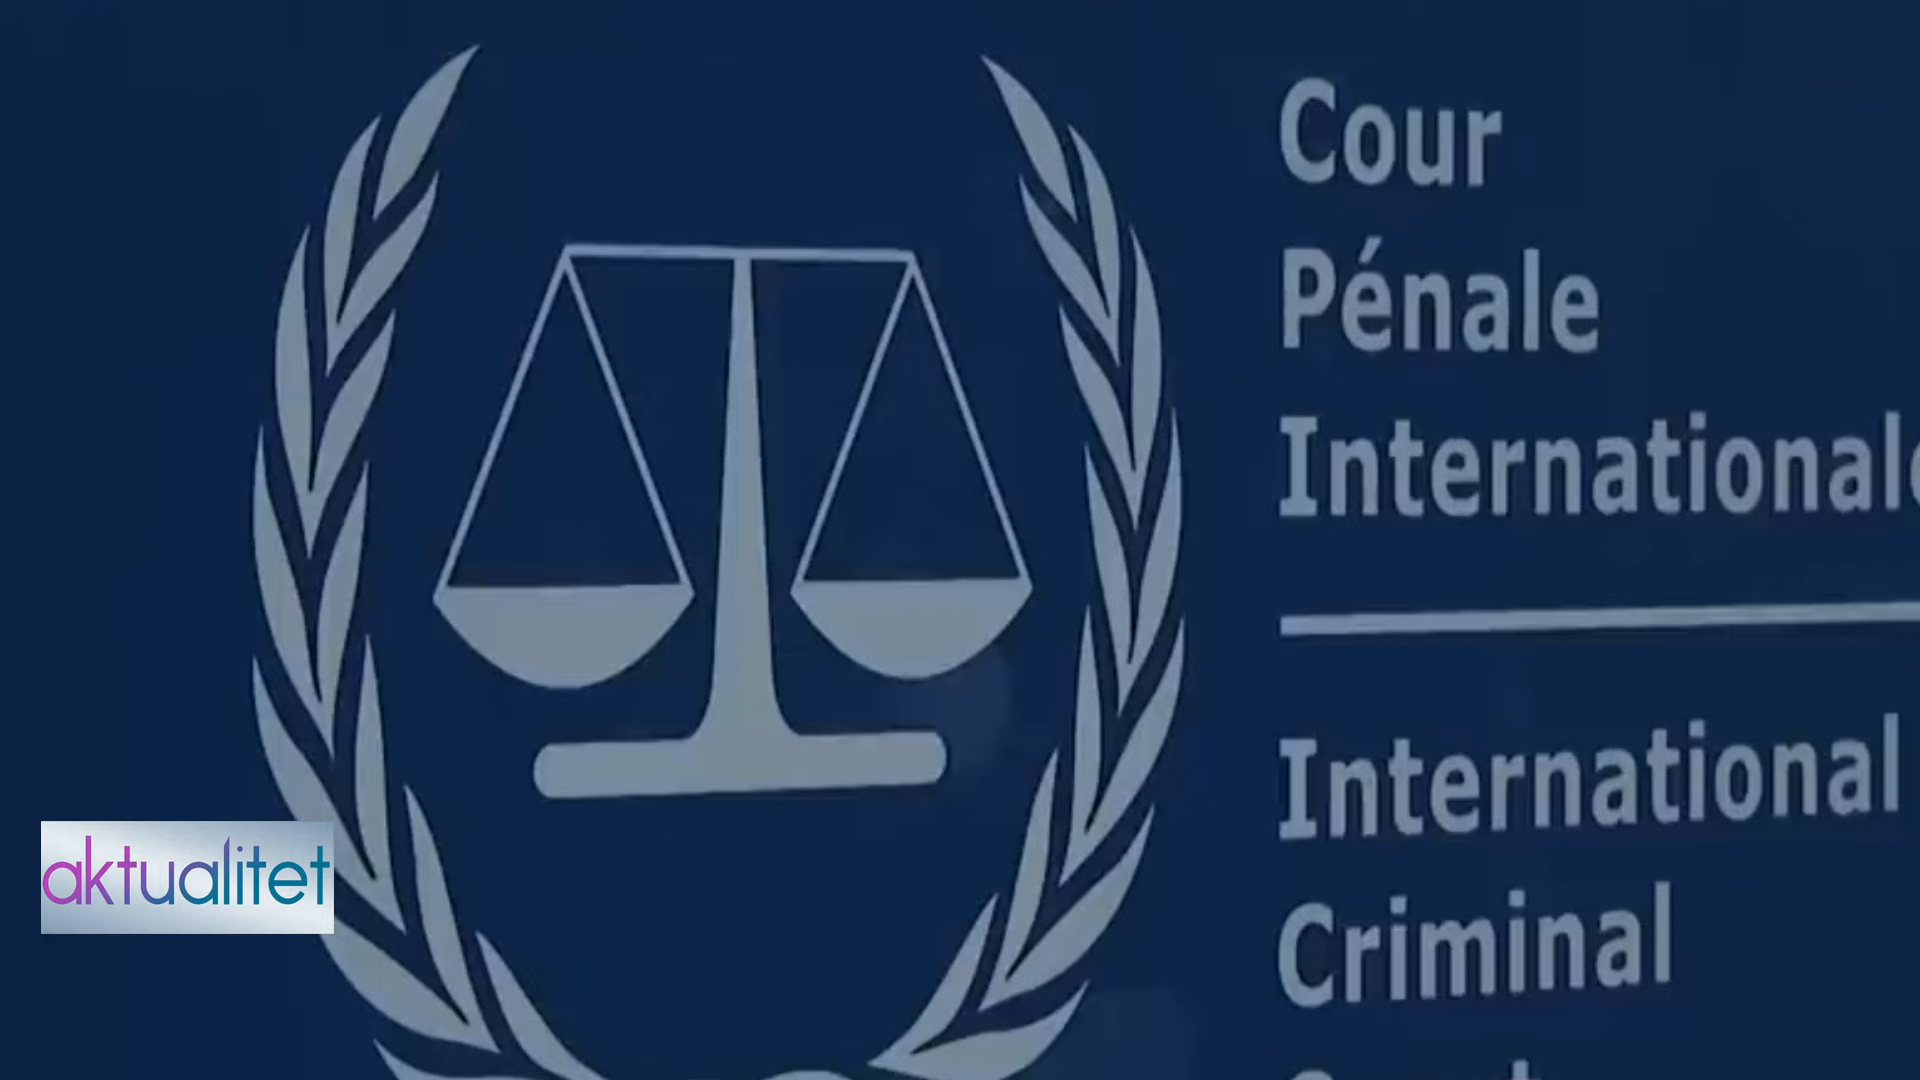 Cour
Pénale
Internationale
International
Criminal
aktualitet